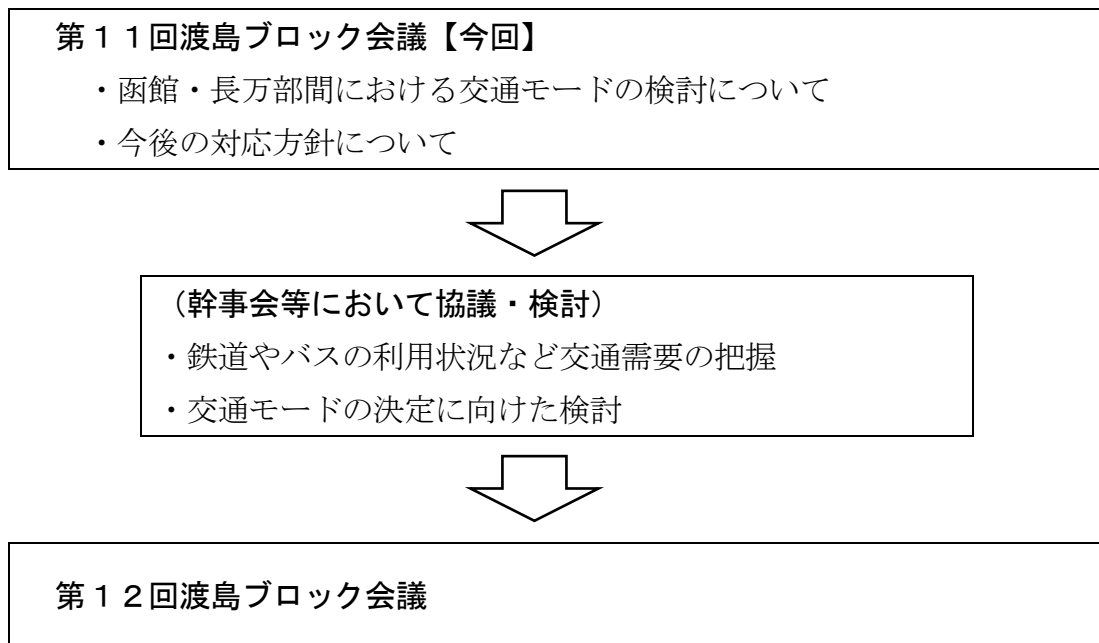 第１１回渡島ブロック会議【今回】
・函館・長万部間における交通モードの検討について
・今後の対応方針について
（幹事会等において協議・検討）
・鉄道やバスの利用状況など交通需要の把握
・交通モードの決定に向けた検討
第１２回渡島ブロック会議